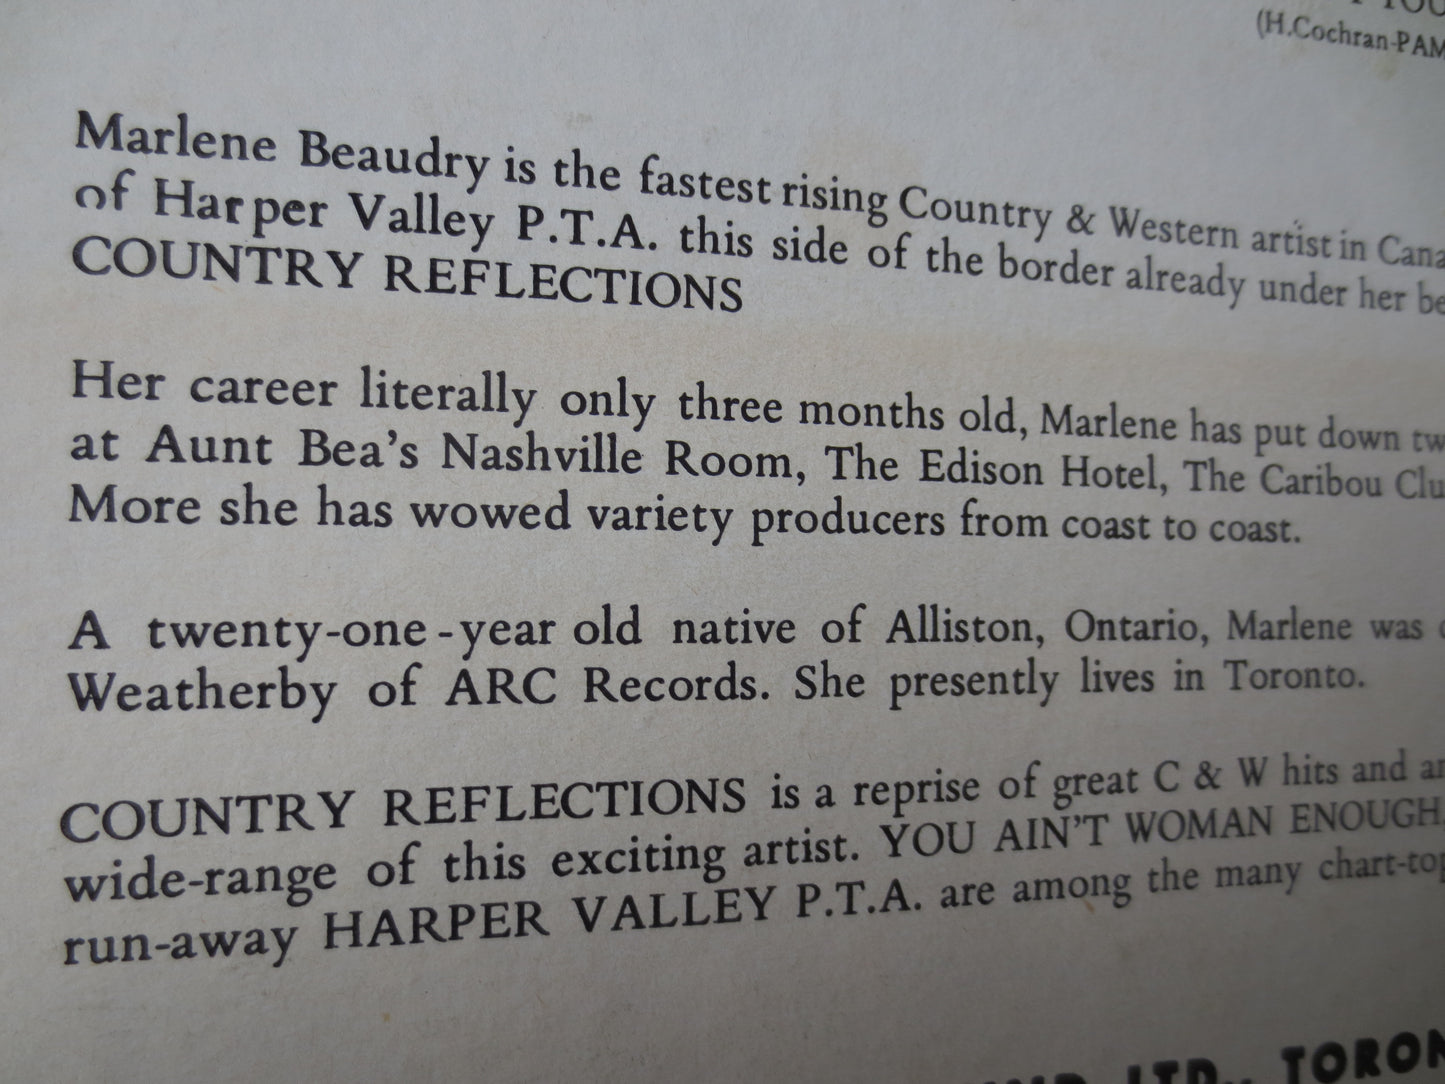 YOU
(H.Cochran-PAM
Marlene Beaudry is the fastest rising Country & Western artist in Cana
of Harper Valley P.T.A. this side of the border already under her be
COUNTRY REFLECTIONS
Her career literally only three months old, Marlene has put down tw
at Aunt Bea's Nashville Room, The Edison Hotel, The Caribou Clu
More she has wowed variety producers from coast to coast.
A twenty-one-year old native of Alliston, Ontario, Marlene was
Weatherby of ARC Records. She presently lives in Toronto.
COUNTRY REFLECTIONS is a reprise of great C & W hits and an
wide-range of this exciting artist. YOU AIN'T WOMAN ENOUGH,
run-away HARPER VALLEY P.T.A. are among the many chart-top
LTD., TORON